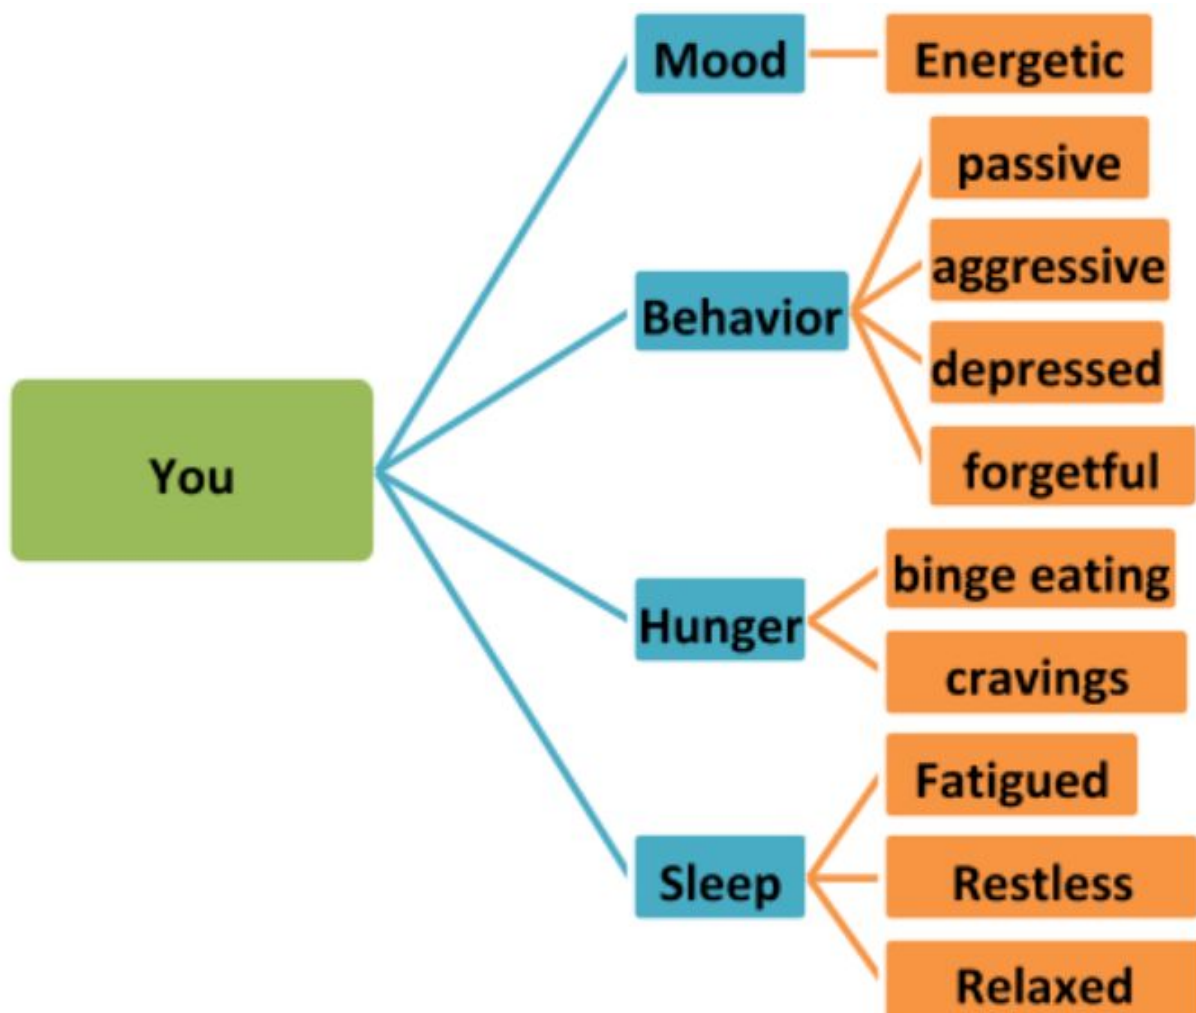 You
Mood
Energetic
Behavior
passive
aggressive
depressed
forgetful
Hunger
binge eating
cravings
Sleep
Fatigued
Restless
Relaxed